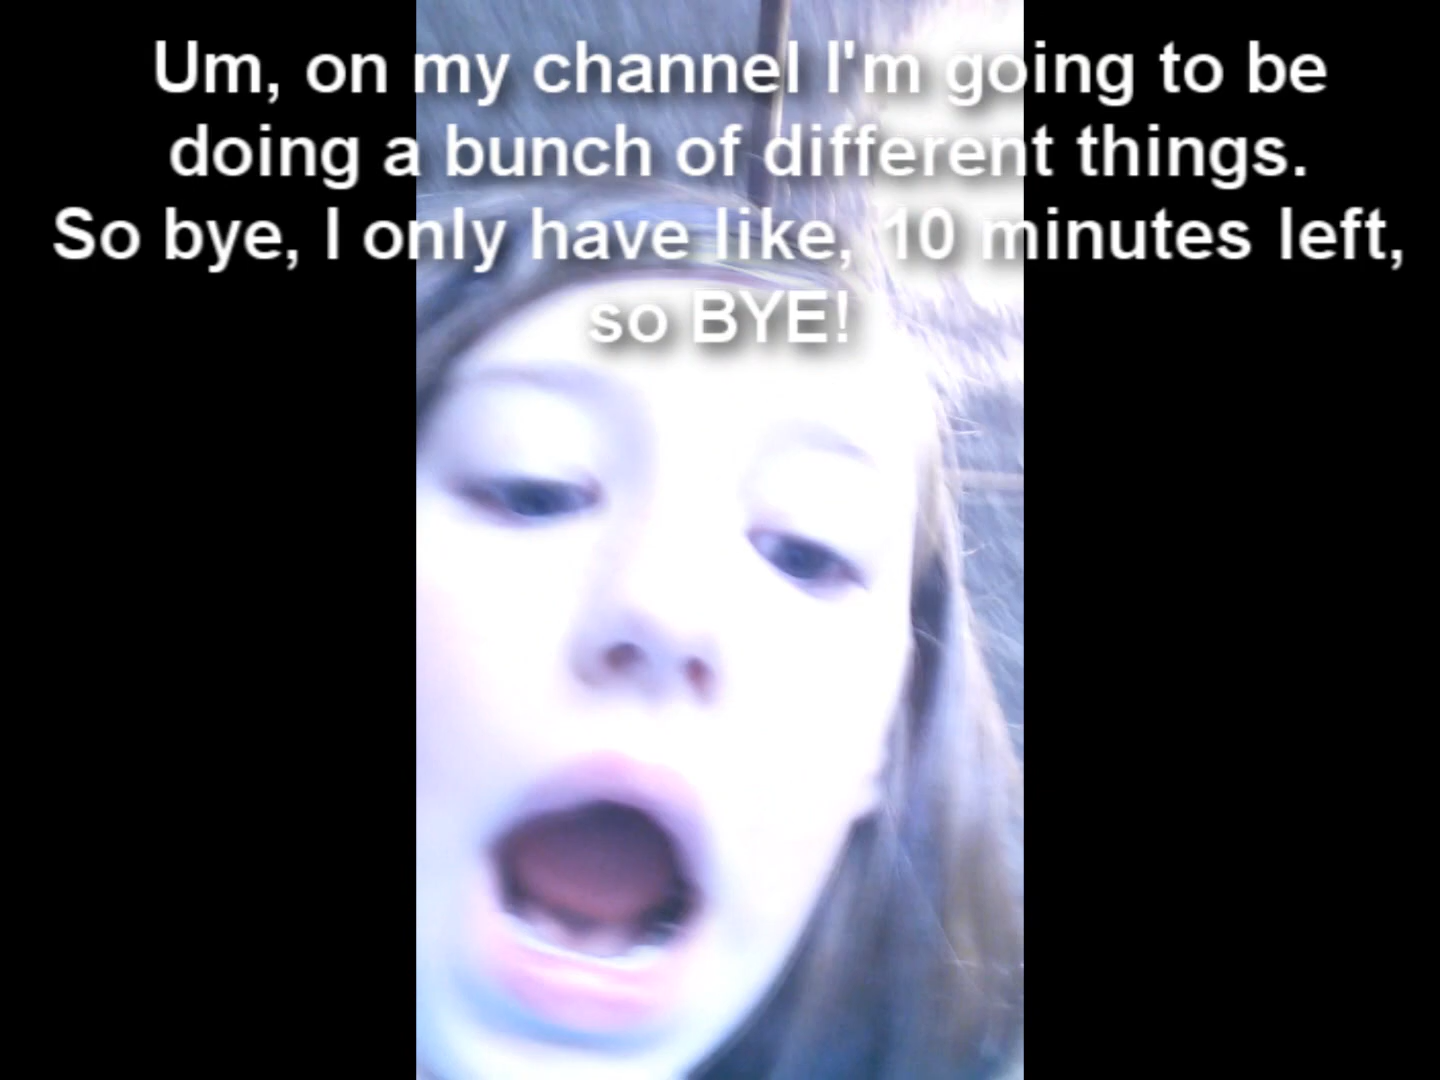 Um, on my channel I'm going to be
doing a bunch of different things.
So bye, I only have like, 10 minutes left,
so BYE!